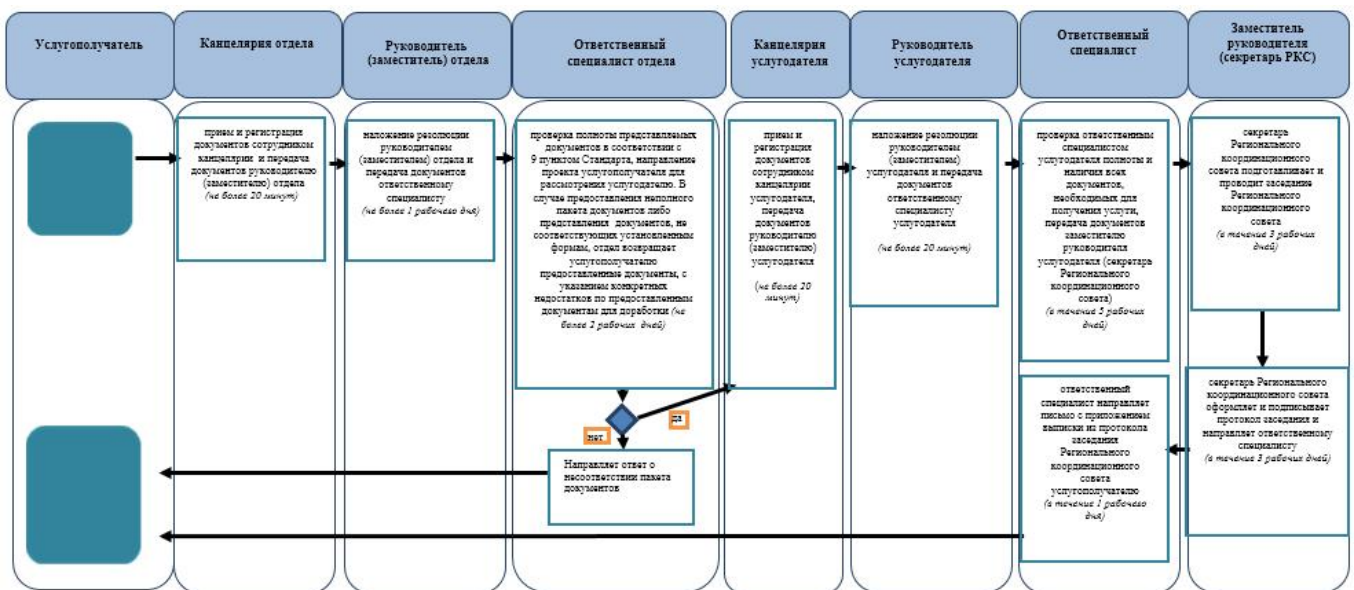 Услугополучатель
Канцелярия отдела
Руководитель
(заместитель) отдела
Ответственный
специалист отдела
Канцелярия
услугодателя
Руководитель
услугодателя
Ответственный
специалист
Заместитель
руководителя
(секретарь РКС)
прием и регистрация
документов сотрудником
канцелярии и передача
документов руководителю
(заместителю) отдела
(не более 20 минут)
наложение резолюции
руководителем
(заместителем) отдела и
передача документов
ответственному
специалисту
(не более 1 рабочего дня)
проверка полноты представляемых
документов в соответствии с
9 пунктом Стандарта, направление
проекта услугополучателя для
рассмотрения услугодателю. В
случае предоставления неполного
пакета документов либо
представления документов, не
соответствующих установленным
формам, отдел возвращает
услугополучателю
предоставленные документы, с
указанием конкретных
недостатков по предоставленным
документам для доработки (не
более 2 рабочих дней)
прием и
регистрация
документов
сотрудником
канцелярии
услугодателя,
передача
документов
руководителю
(заместителю)
услугодателя
(не более 20
минут)
наложение резолюции
руководителем
(заместителем)
услугодателя и передача
документов
ответственному
специалисту
услугодателя
(не более 20 минут)
проверка ответственным
специалистом
услугодателя полноты и
наличия всех
документов,
необходимых для
получения услуги,
передача документов
заместителю
руководителя
услугодателя (секретарь
Регионального
координационного
совета)
(в течение 5 рабочих
дней)
секретарь
Регионального
координационного
совета подготавливает и
проводит заседание
Регионального
координационного
совета
(в течение 3 рабочих
дней)
секретарь Регионального
координационного совета
оформляет и подписывает
протокол заседания и
направляет ответственному
специалисту
(в течение 3 рабочих дней)
ответственный
специалист направляет
письмо с приложением
выписки из протокола
заседания
Регионального
координационного
совета
услугополучателю
(в течение 1 рабочего
дня)
да
нет
Направляет ответ о
несоответствии пакета
документов